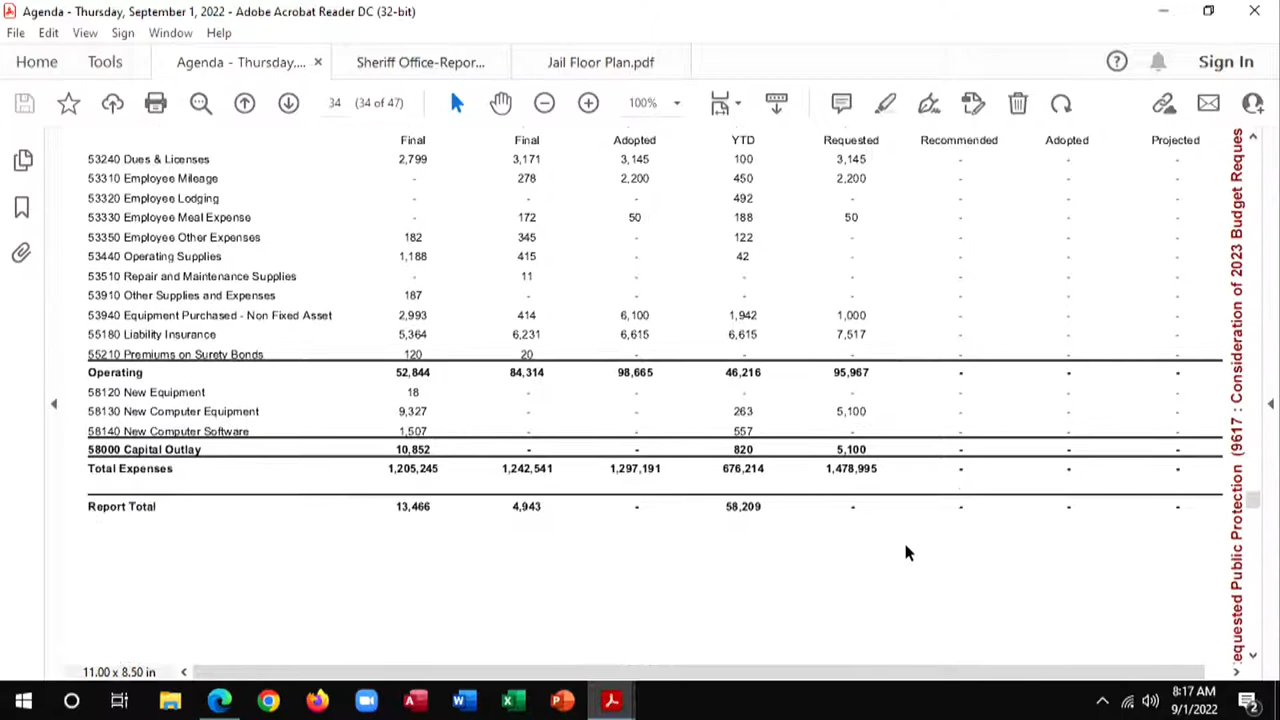 Agenda - Thursday, September 1, 2022 - Adobe Acrobat Reader DC (32-bit)
File Edit View Sign Window Help
Home Tools Agenda - Thursday,... × Sheriff Office-Repor... Jail Floor Plan.pdf Sign In
34 (34 of 47) 100%
Final Final Adopted YTD Requested Recommended Adopted Projected
53240 Dues & Licenses 2,799 3,171 3,145 100 3,145 - - -
53310 Employee Mileage - 278 2,200 450 2,200 - - -
53320 Employee Lodging - - - 492 - - - -
53330 Employee Meal Expense - 172 50 188 50 - - -
53350 Employee Other Expenses 182 345 - 122 - - - -
53440 Operating Supplies 1,188 415 - 42 - - - -
53510 Repair and Maintenance Supplies - 11 - - - - - -
53910 Other Supplies and Expenses 187 - - - - - - -
53940 Equipment Purchased - Non Fixed Asset 2,993 414 6,100 1,942 1,000 - - -
55180 Liability Insurance 5,364 6,231 6,615 6,615 7,517 - - -
55210 Premiums on Surety Bonds 120 20 - - - - - -
Operating 52,844 84,314 98,665 46,216 95,967 - - -
58120 New Equipment 18 - - - - - - -
58130 New Computer Equipment 9,327 - - 263 5,100 - - -
58140 New Computer Software 1,507 - - 557 - - - -
58000 Capital Outlay 10,852 - - 820 5,100 - - -
Total Expenses 1,205,245 1,242,541 1,297,191 676,214 1,478,995 - - -
Report Total 13,466 4,943 - 58,209 - - - -
equested Public Protection (9617 : Consideration of 2023 Budget Reques
11.00 x 8.50 in
8:17 AM
9/1/2022
2